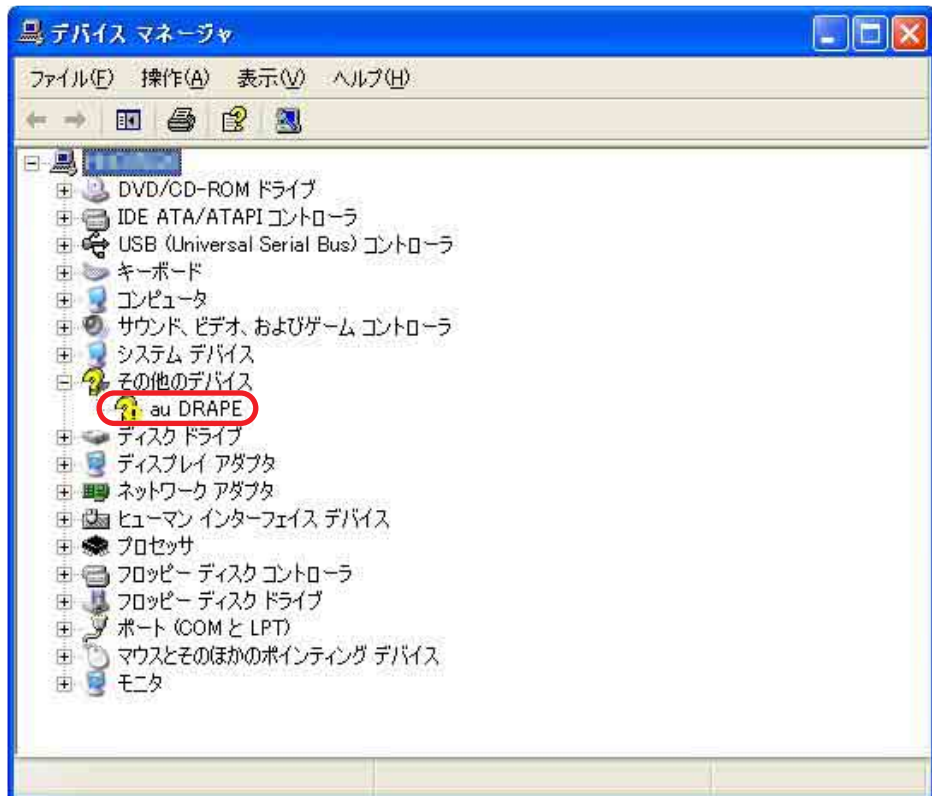 デバイス マネージャ
ファイル(F) 操作(A) 表示(V) ヘルプ(H)
DVD/CD-ROM ドライブ
IDE ATA/ATAPI コントローラ
USB (Universal Serial Bus) コントローラ
キーボード
コンピュータ
サウンド、ビデオ、およびゲーム コントローラ
システム デバイス
その他のデバイス
au DRAPE
ディスク ドライブ
ディスプレイ アダプタ
ネットワーク アダプタ
ヒューマン インターフェイス デバイス
プロセッサ
フロッピー ディスク コントローラ
フロッピー ディスク ドライブ
ポート (COM と LPT)
マウスとそのほかのポインティング デバイス
モニタ